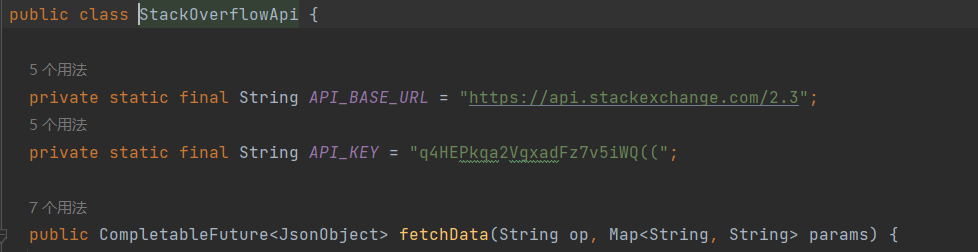 public class StackOverflowApi {
5 个用法
private static final String API_BASE_URL = "https://api.stackexchange.com/2.3";
5 个用法
private static final String API_KEY = "q4HEPkqa2VgxadFz7v5iWQ((";
7 个用法
public CompletableFuture<JsonObject> fetchData(String op, Map<String, String> params) {